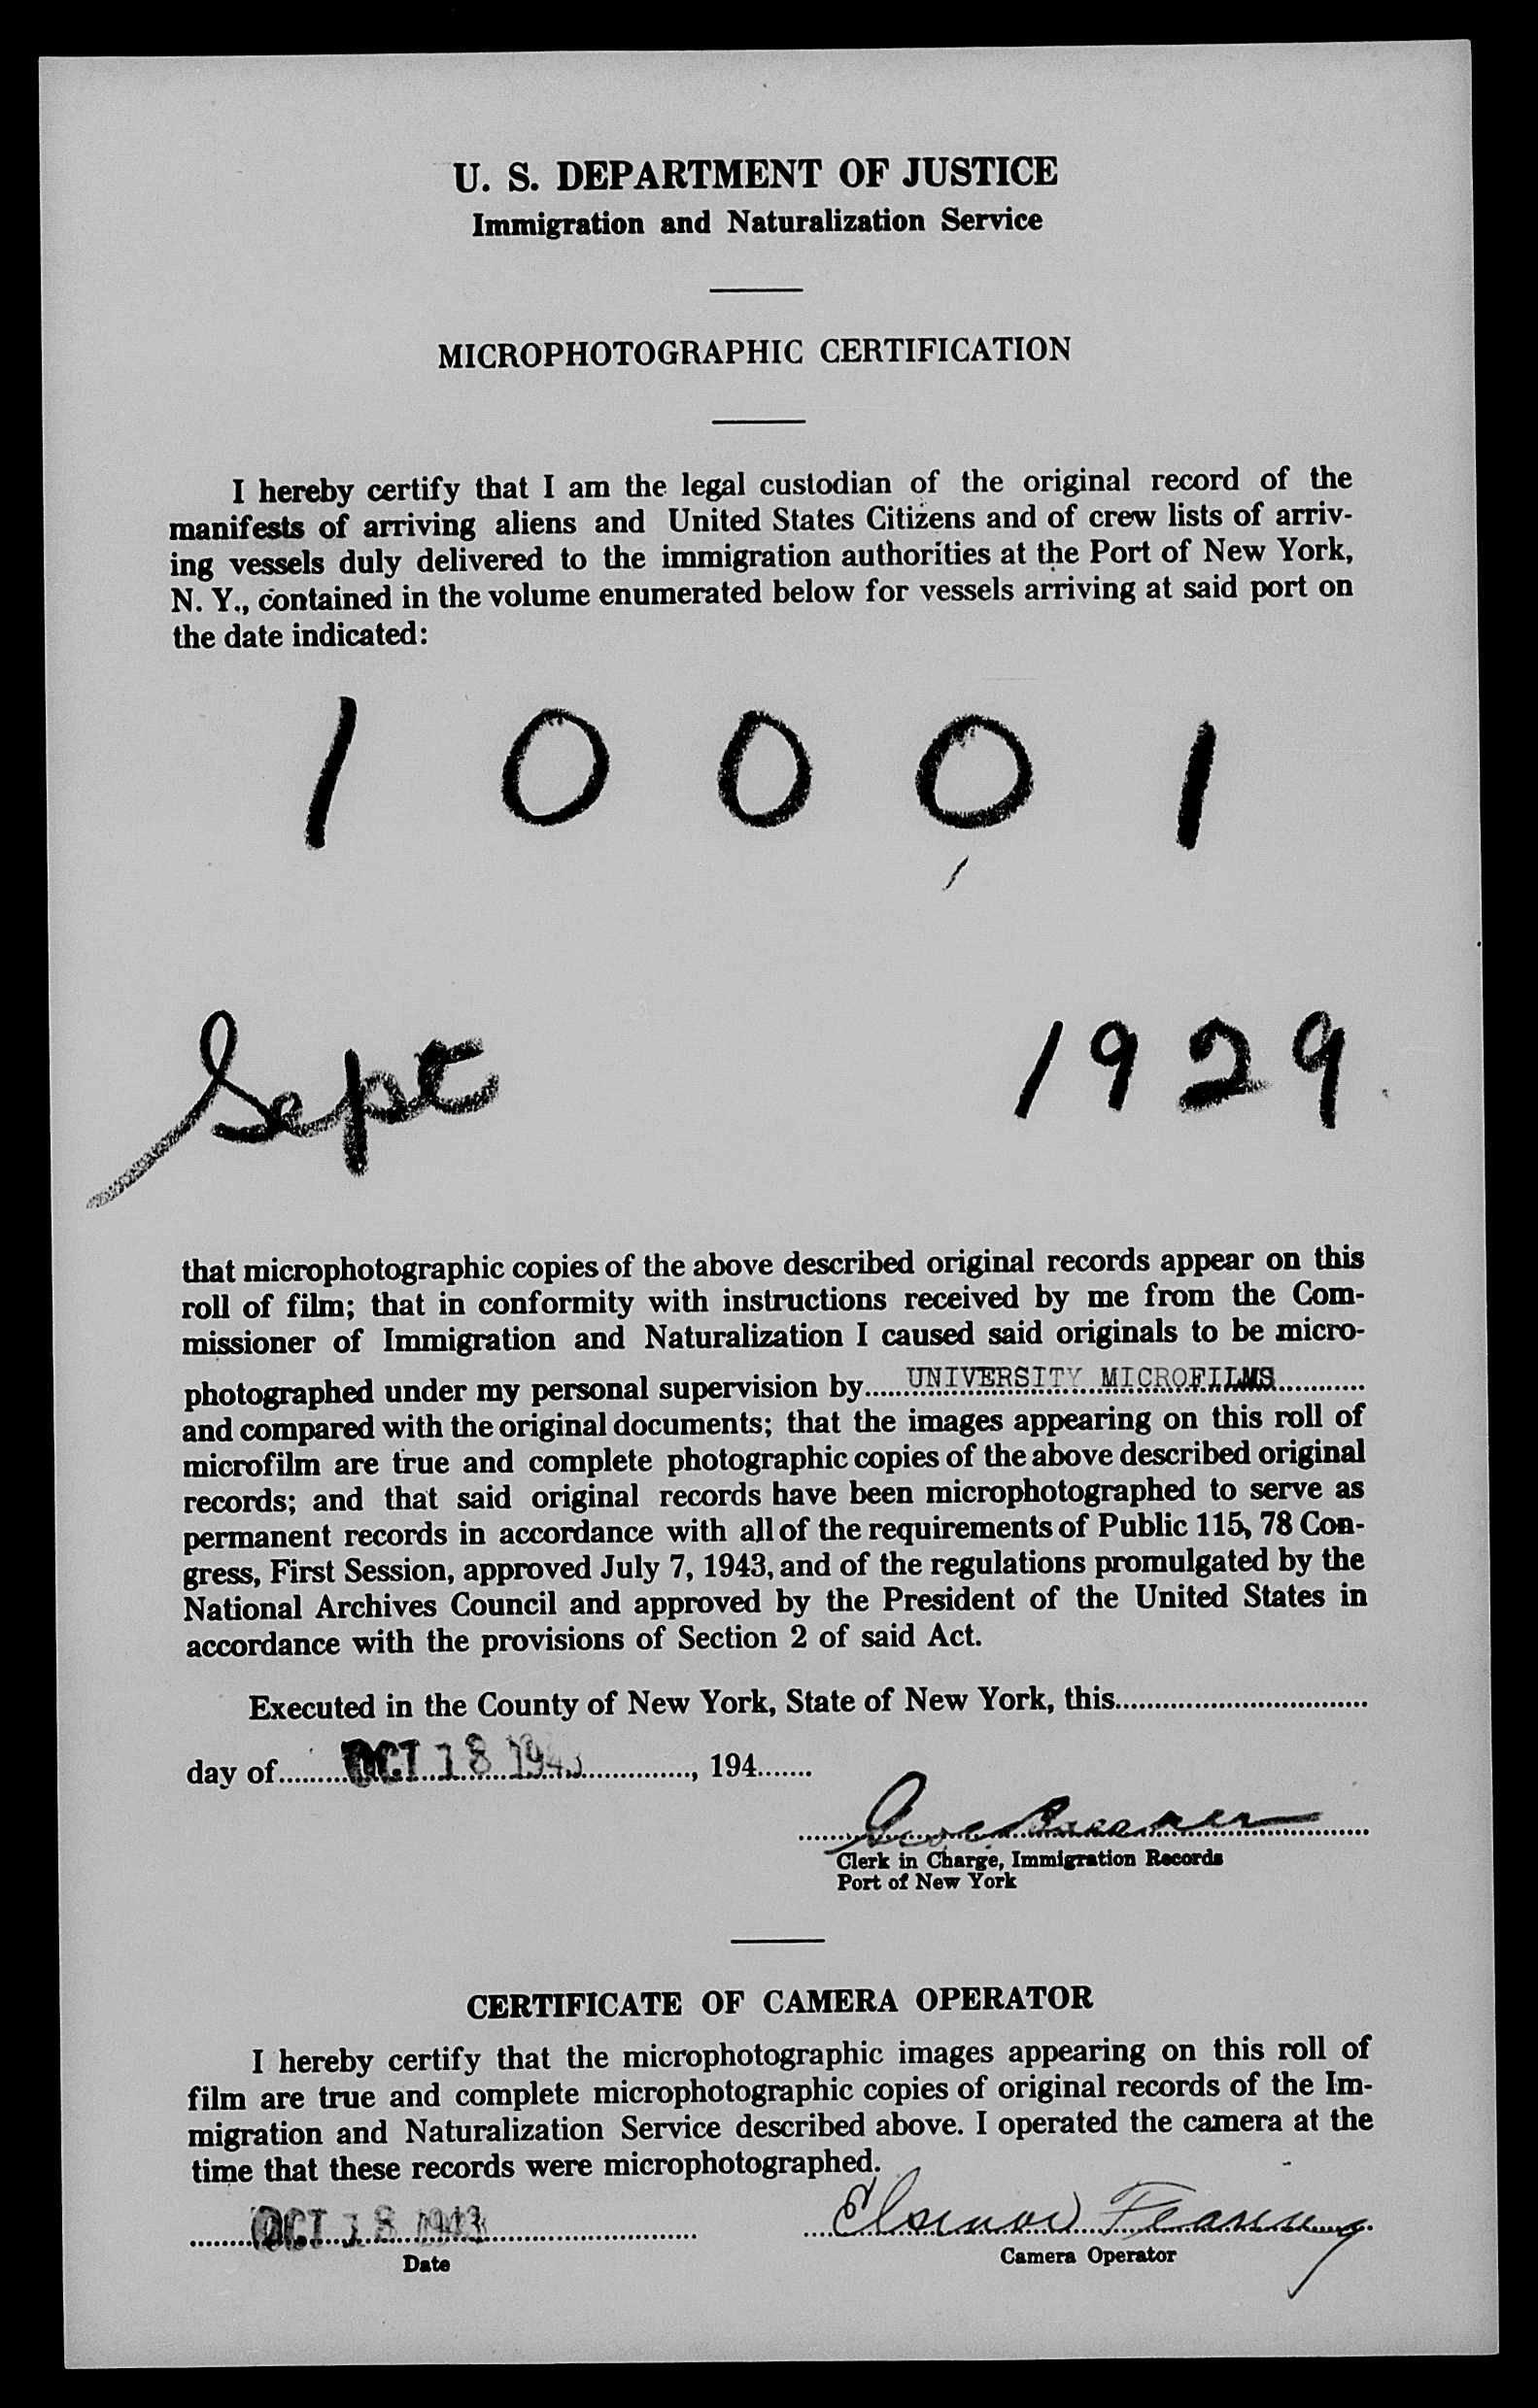 U. S. DEPARTMENT OF JUSTICE
Immigration and Naturalization Service
MICROPHOTOGRAPHIC CERTIFICATION
I hereby certify that I am the legal custodian of the original record of the
manifests of arriving aliens and United States Citizens and of crew lists of arriv-
ing vessels duly delivered to the immigration authorities at the Port of New York,
N. Y., contained in the volume enumerated below for vessels arriving at said port on
the date indicated:
1 0 0 0 1
Sept 1929
that microphotographic copies of the above described original records appear on this
roll of film; that in conformity with instructions received by me from the Com-
missioner of Immigration and Naturalization I caused said originals to be micro-
photographed under my personal supervision by UNIVERSITY MICROFILMS
and compared with the original documents; that the images appearing on this roll of
microfilm are true and complete photographic copies of the above described original
records; and that said original records have been microphotographed to serve as
permanent records in accordance with all of the requirements of Public 115, 78 Con-
gress, First Session, approved July 7, 1943, and of the regulations promulgated by the
National Archives Council and approved by the President of the United States in
accordance with the provisions of Section 2 of said Act.
Executed in the County of New York, State of New York, this
day of OCT 18 1943, 194
Clerk in Charge, Immigration Records
Port of New York
CERTIFICATE OF CAMERA OPERATOR
I hereby certify that the microphotographic images appearing on this roll of
film are true and complete microphotographic copies of original records of the Im-
migration and Naturalization Service described above. I operated the camera at the
time that these records were microphotographed.
OCT 18 1943
Date
Camera Operator